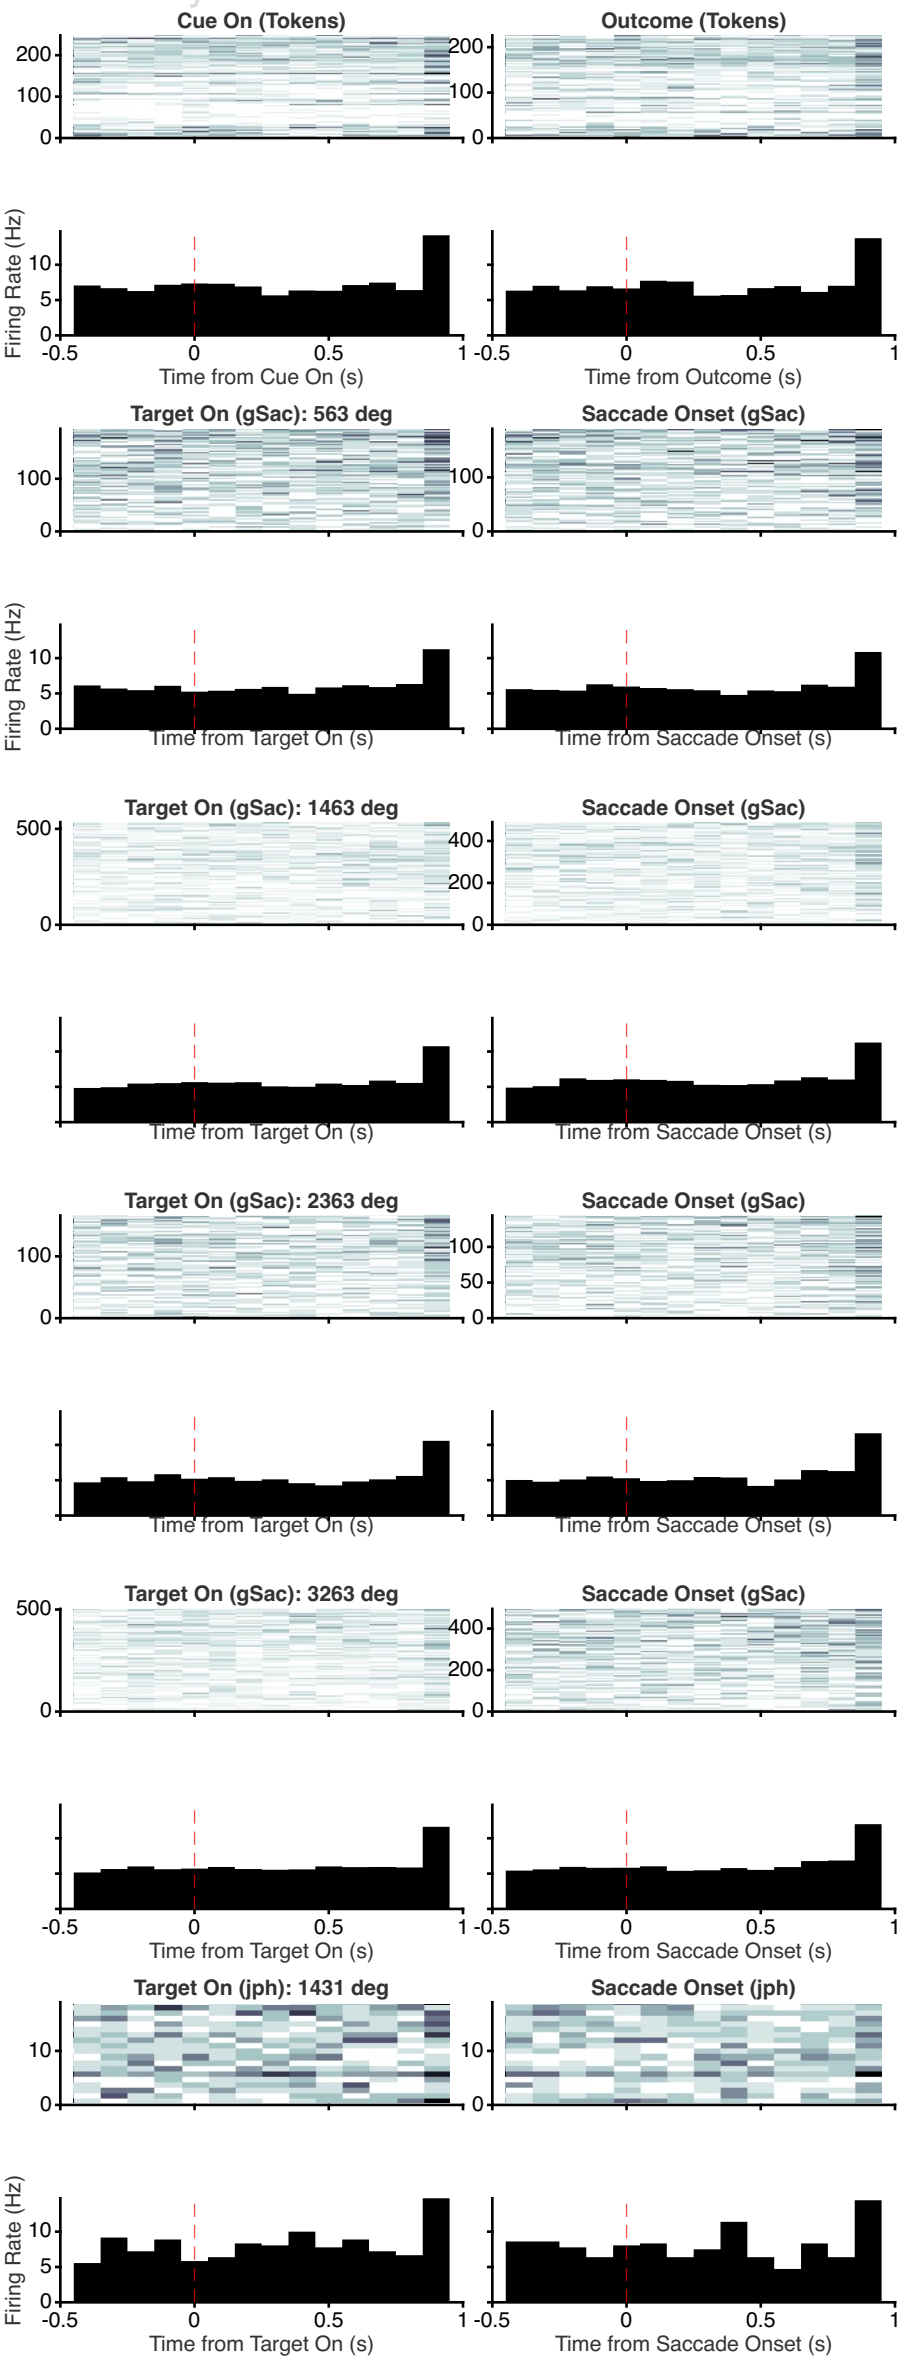 Cue On (Tokens) Outcome (Tokens)
200 200
100 100
0 0
Firing Rate (Hz)
10
5
0
-0.5 0 0.5 1 -0.5 0 0.5 1
Time from Cue On (s) Time from Outcome (s)
Target On (gSac): 563 deg Saccade Onset (gSac)
100 100
0 0
Firing Rate (Hz)
10
5
0
Time from Target On (s) Time from Saccade Onset (s)
Target On (gSac): 1463 deg Saccade Onset (gSac)
500 400
200
0 0
Time from Target On (s) Time from Saccade Onset (s)
Target On (gSac): 2363 deg Saccade Onset (gSac)
100 100
50
0 0
Time from Target On (s) Time from Saccade Onset (s)
Target On (gSac): 3263 deg Saccade Onset (gSac)
500 400
200
0 0
-0.5 0 0.5 1 -0.5 0 0.5 1
Time from Target On (s) Time from Saccade Onset (s)
Target On (jph): 1431 deg Saccade Onset (jph)
10 10
0 0
Firing Rate (Hz)
10
5
0
-0.5 0 0.5 1 -0.5 0 0.5 1
Time from Target On (s) Time from Saccade Onset (s)